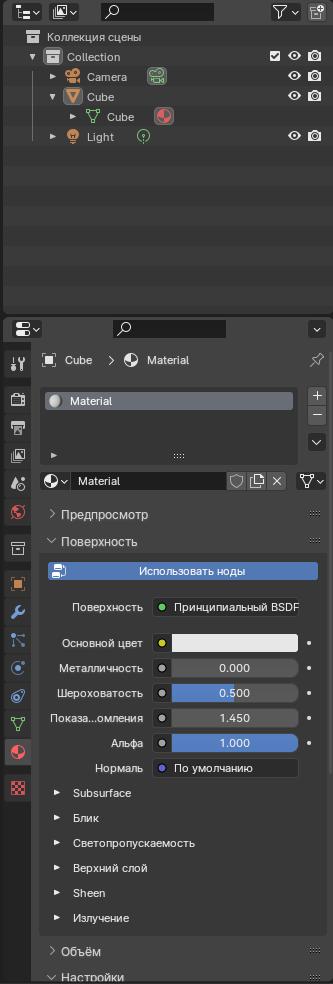 Коллекция сцены
Collection
Camera
Cube
Cube
Light
Cube > Material
Material
Material
Предпросмотр
Поверхность
Использовать ноды
Поверхность Принципиальный BSDF
Основной цвет
Металличность 0.000
Шероховатость 0.500
Показа...омления 1.450
Альфа 1.000
Нормаль По умолчанию
Subsurface
Блик
Светопропускаемость
Верхний слой
Sheen
Излучение
Объём
Настройки